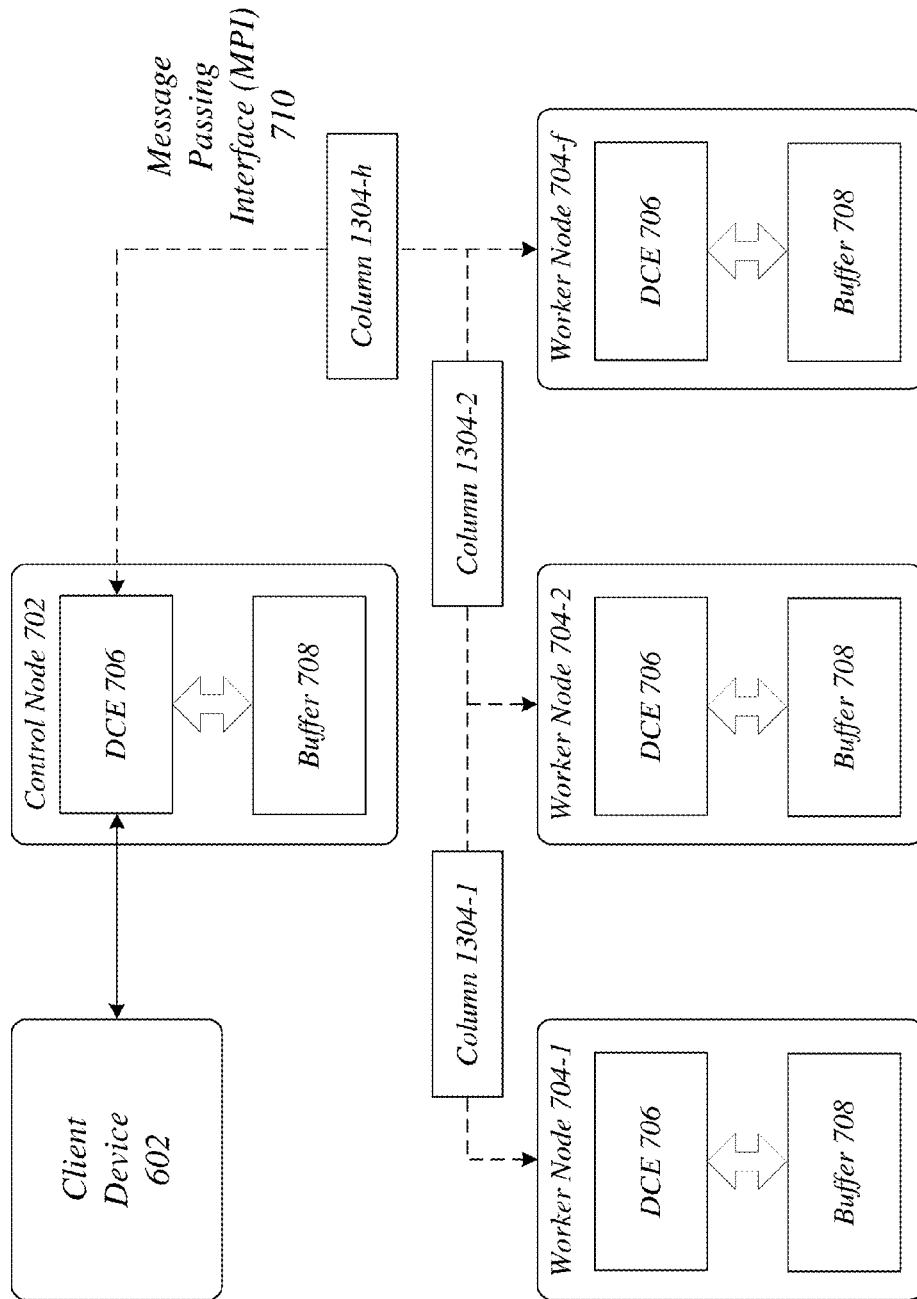 Client
Device
602
Control Node 702
DCE 706
Buffer 708
Message
Passing
Interface (MPI)
710
Column 1304-h
Column 1304-1
Column 1304-2
Worker Node 704-1
DCE 706
Buffer 708
Worker Node 704-2
DCE 706
Buffer 708
Worker Node 704-f
DCE 706
Buffer 708